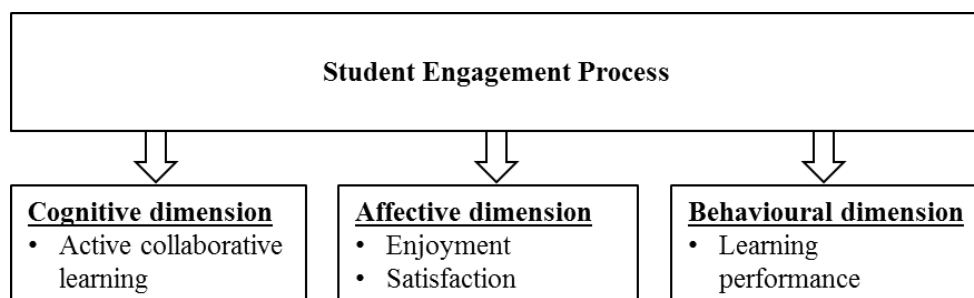 Student Engagement Process
Cognitive dimension
• Active collaborative
learning
Affective dimension
• Enjoyment
• Satisfaction
Behavioural dimension
• Learning
performance